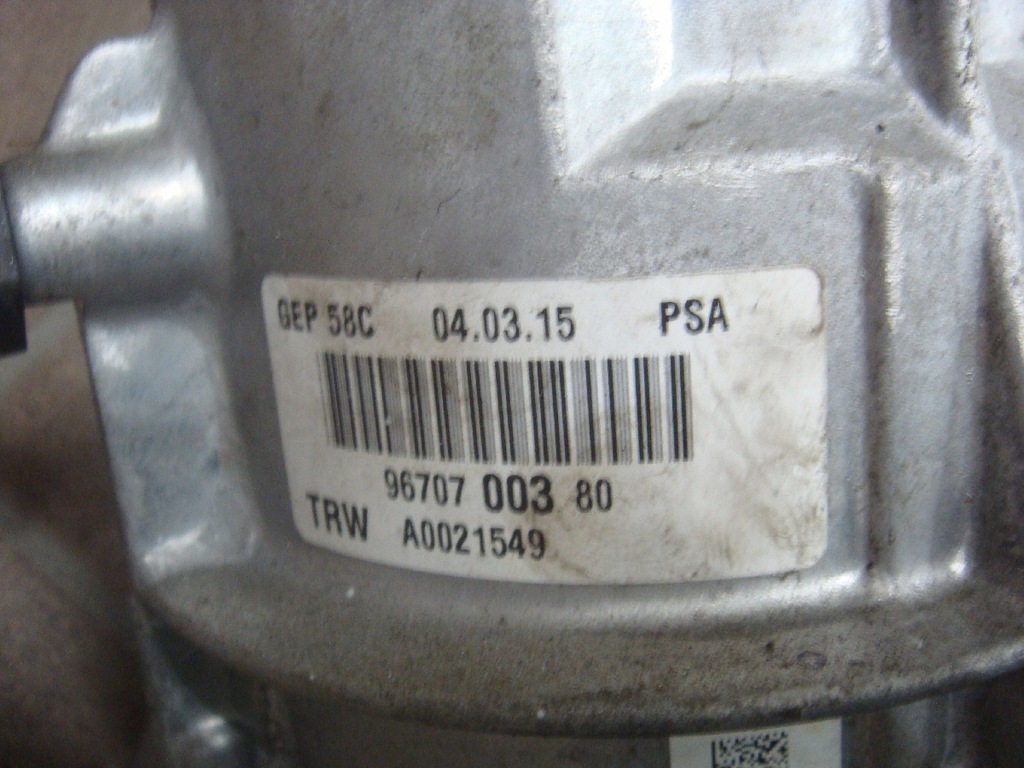 GEP 58C 04.03.15 PSA
96707 003 80
TRW A0021549